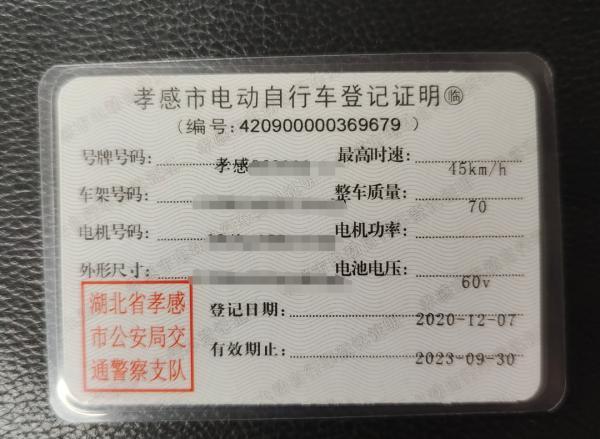 孝感市电动自行车登记证明㊣临
（编号:420900000369679）
号牌号码: 孝感 最高时速: 45km/h
车架号码: 整车质量: 70
电机号码: 电机功率:
外形尺寸: 电池电压: 60v
登记日期: 2020-12-07
有效期止: 2023-09-30
湖北省孝感
市公安局交
通警察支队